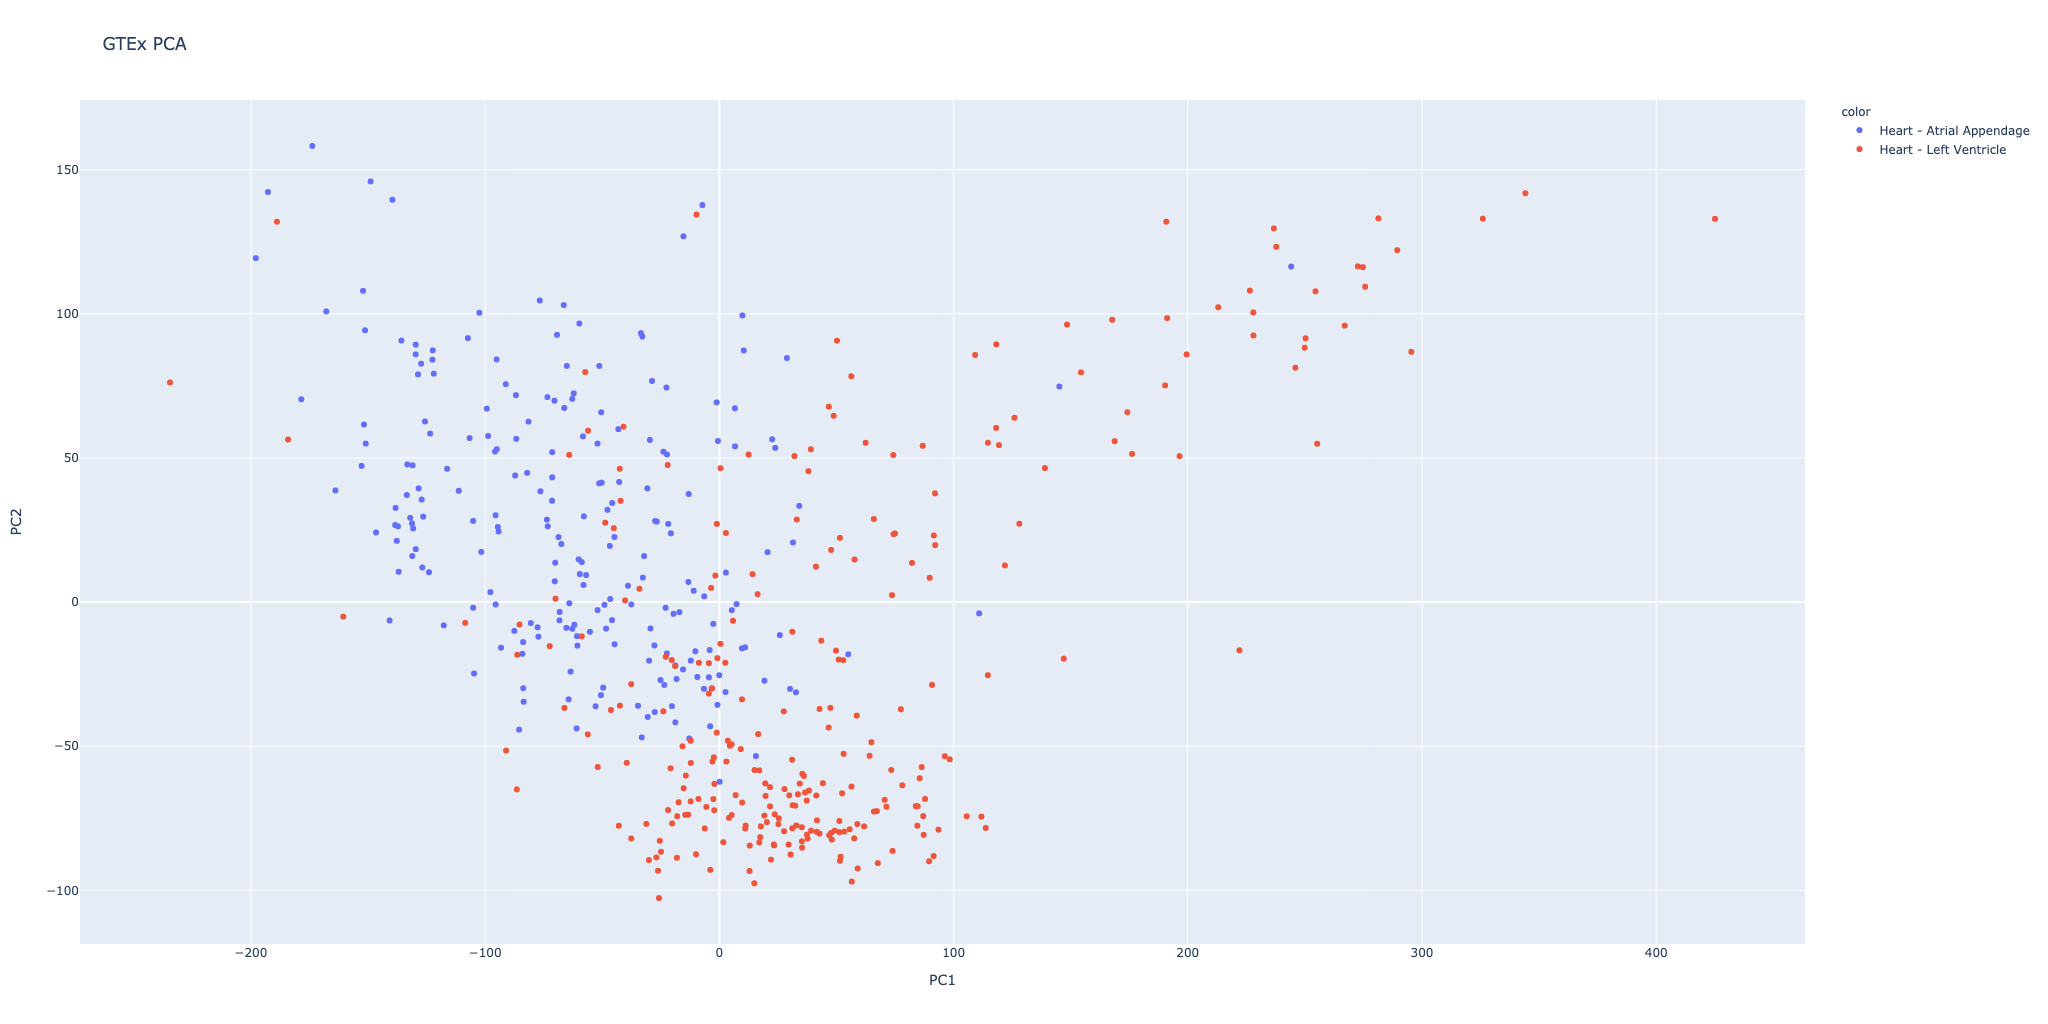 GTEx PCA
color
Heart - Atrial Appendage
Heart - Left Ventricle
150
100
50
0
−50
−100
PC2
−200
−100
0
100
200
300
400
PC1